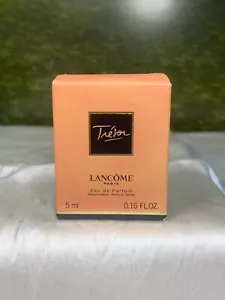 Trésor
LANCÔME
PARIS
Eau de Parfum
5 ml 0.16 FL.OZ.